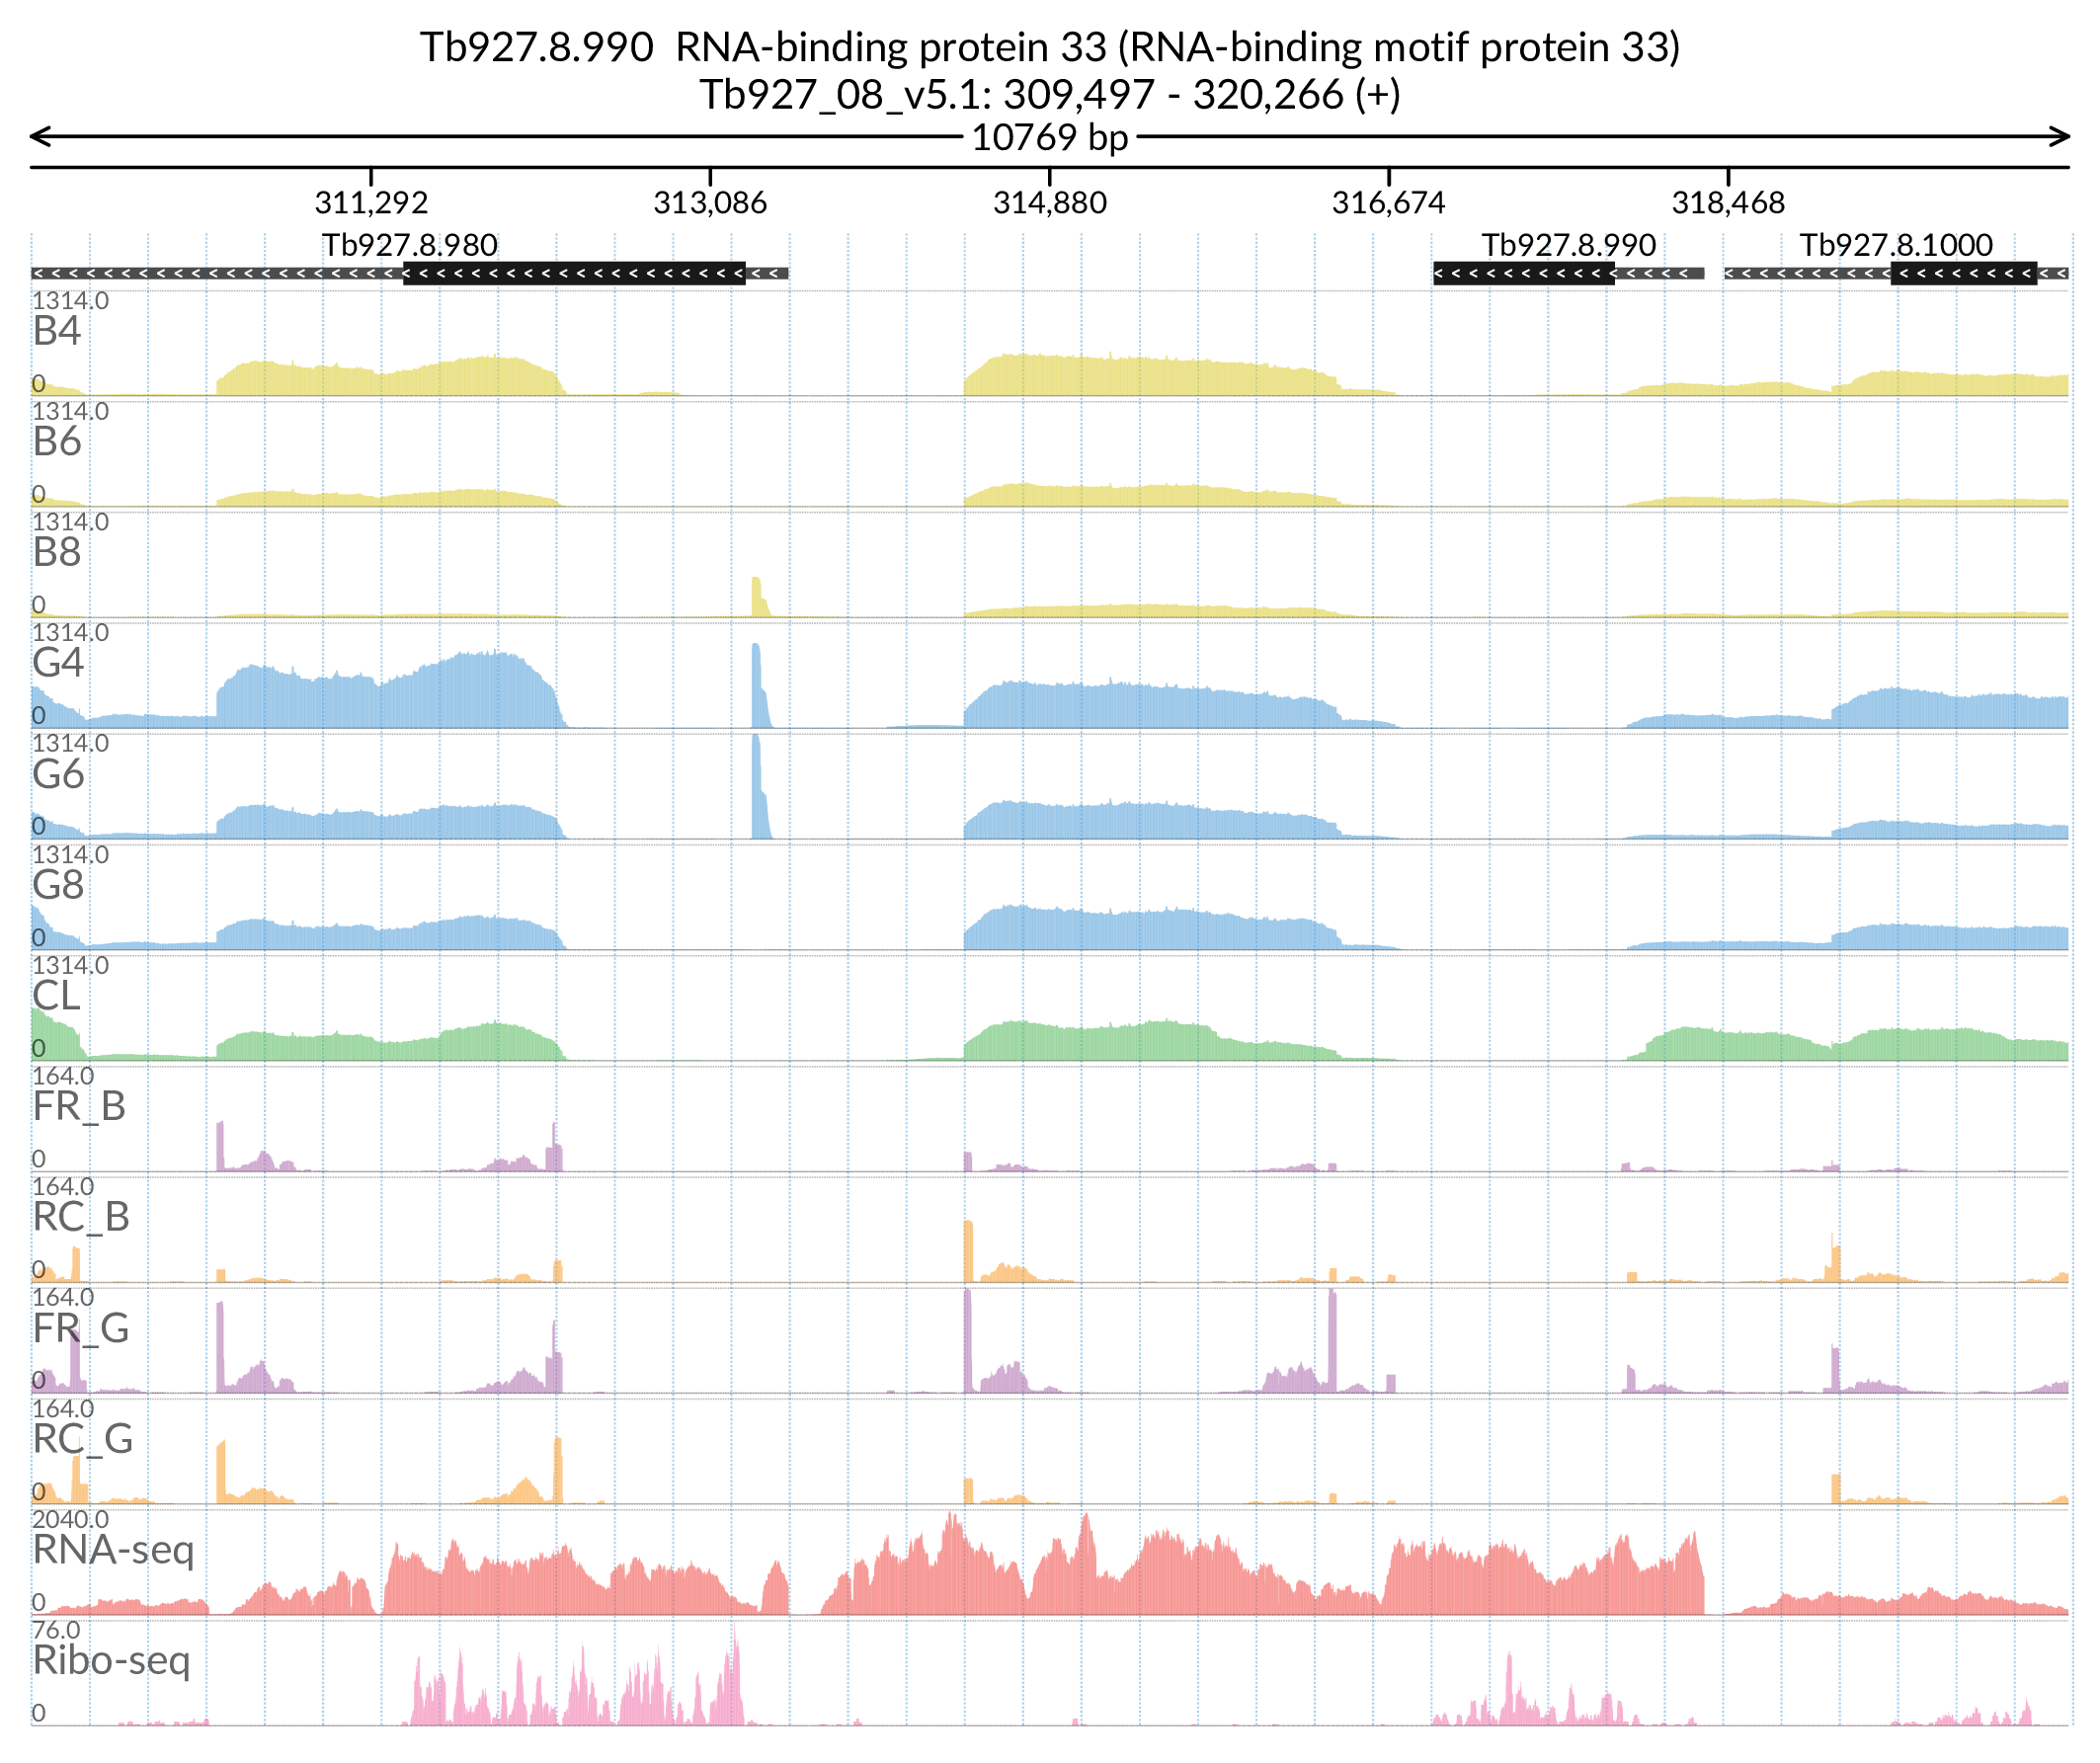 Tb927.8.990  RNA-binding protein 33 (RNA-binding motif protein 33)
Tb927_08_v5.1: 309,497 - 320,266 (+)
10769 bp
311,292 313,086 314,880 316,674 318,468
Tb927.8.980 Tb927.8.990 Tb927.8.1000
1314.0
B4
0
1314.0
B6
0
1314.0
B8
0
1314.0
G4
0
1314.0
G6
0
1314.0
G8
0
1314.0
CL
0
164.0
FR_B
0
164.0
RC_B
0
164.0
FR_G
0
164.0
RC_G
0
2040.0
RNA-seq
0
76.0
Ribo-seq
0